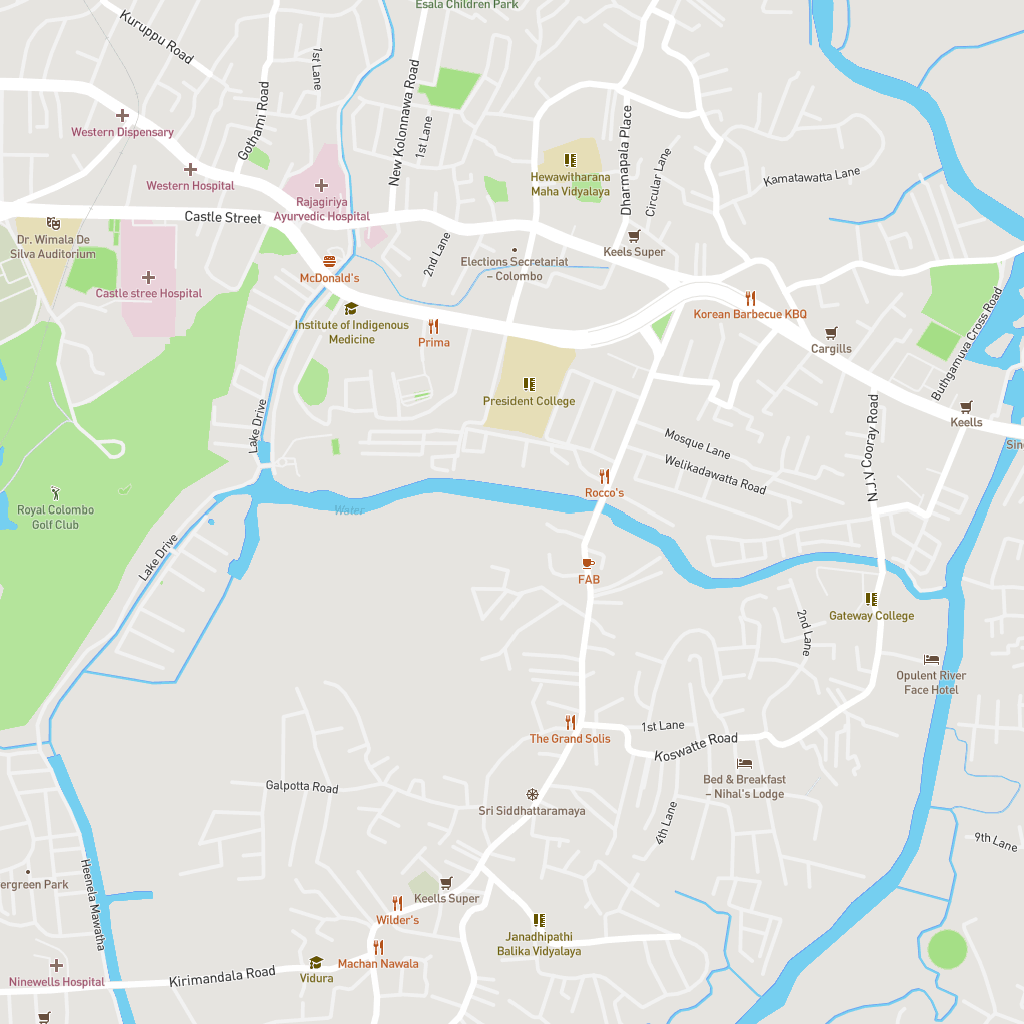 Esala Children Park
Kuruppu Road
1st Lane
New Kolonnawa Road
Gothami Road
Western Dispensary
1st Lane
Dharmapala Place
Circular Lane
Hewawitharana
Maha Vidyalaya
Kamatawatta Lane
Western Hospital
Rajagiriya
Ayurvedic Hospital
Castle Street
Dr. Wimala De
Silva Auditorium
2nd Lane
Elections Secretariat
– Colombo
Keels Super
McDonald's
Castle stree Hospital
Institute of Indigenous
Medicine
Prima
Korean Barbecue KBQ
Cargills
Buthgamuva Cross Road
President College
Keells
Lake Drive
Mosque Lane
Welikadawatta Road
N.J.V Cooray Road
Rocco's
Royal Colombo
Golf Club
Water
Lake Drive
FAB
Gateway College
2nd Lane
Opulent River
Face Hotel
1st Lane
The Grand Solis
Koswatte Road
Bed & Breakfast
– Nihal's Lodge
Galpotta Road
Sri Siddhattaramaya
4th Lane
9th Lane
Heenela Mawatha
ergreen Park
Keells Super
Wilder's
Janadhipathi
Balika Vidyalaya
Machan Nawala
Kirimandala Road
Vidura
Ninewells Hospital